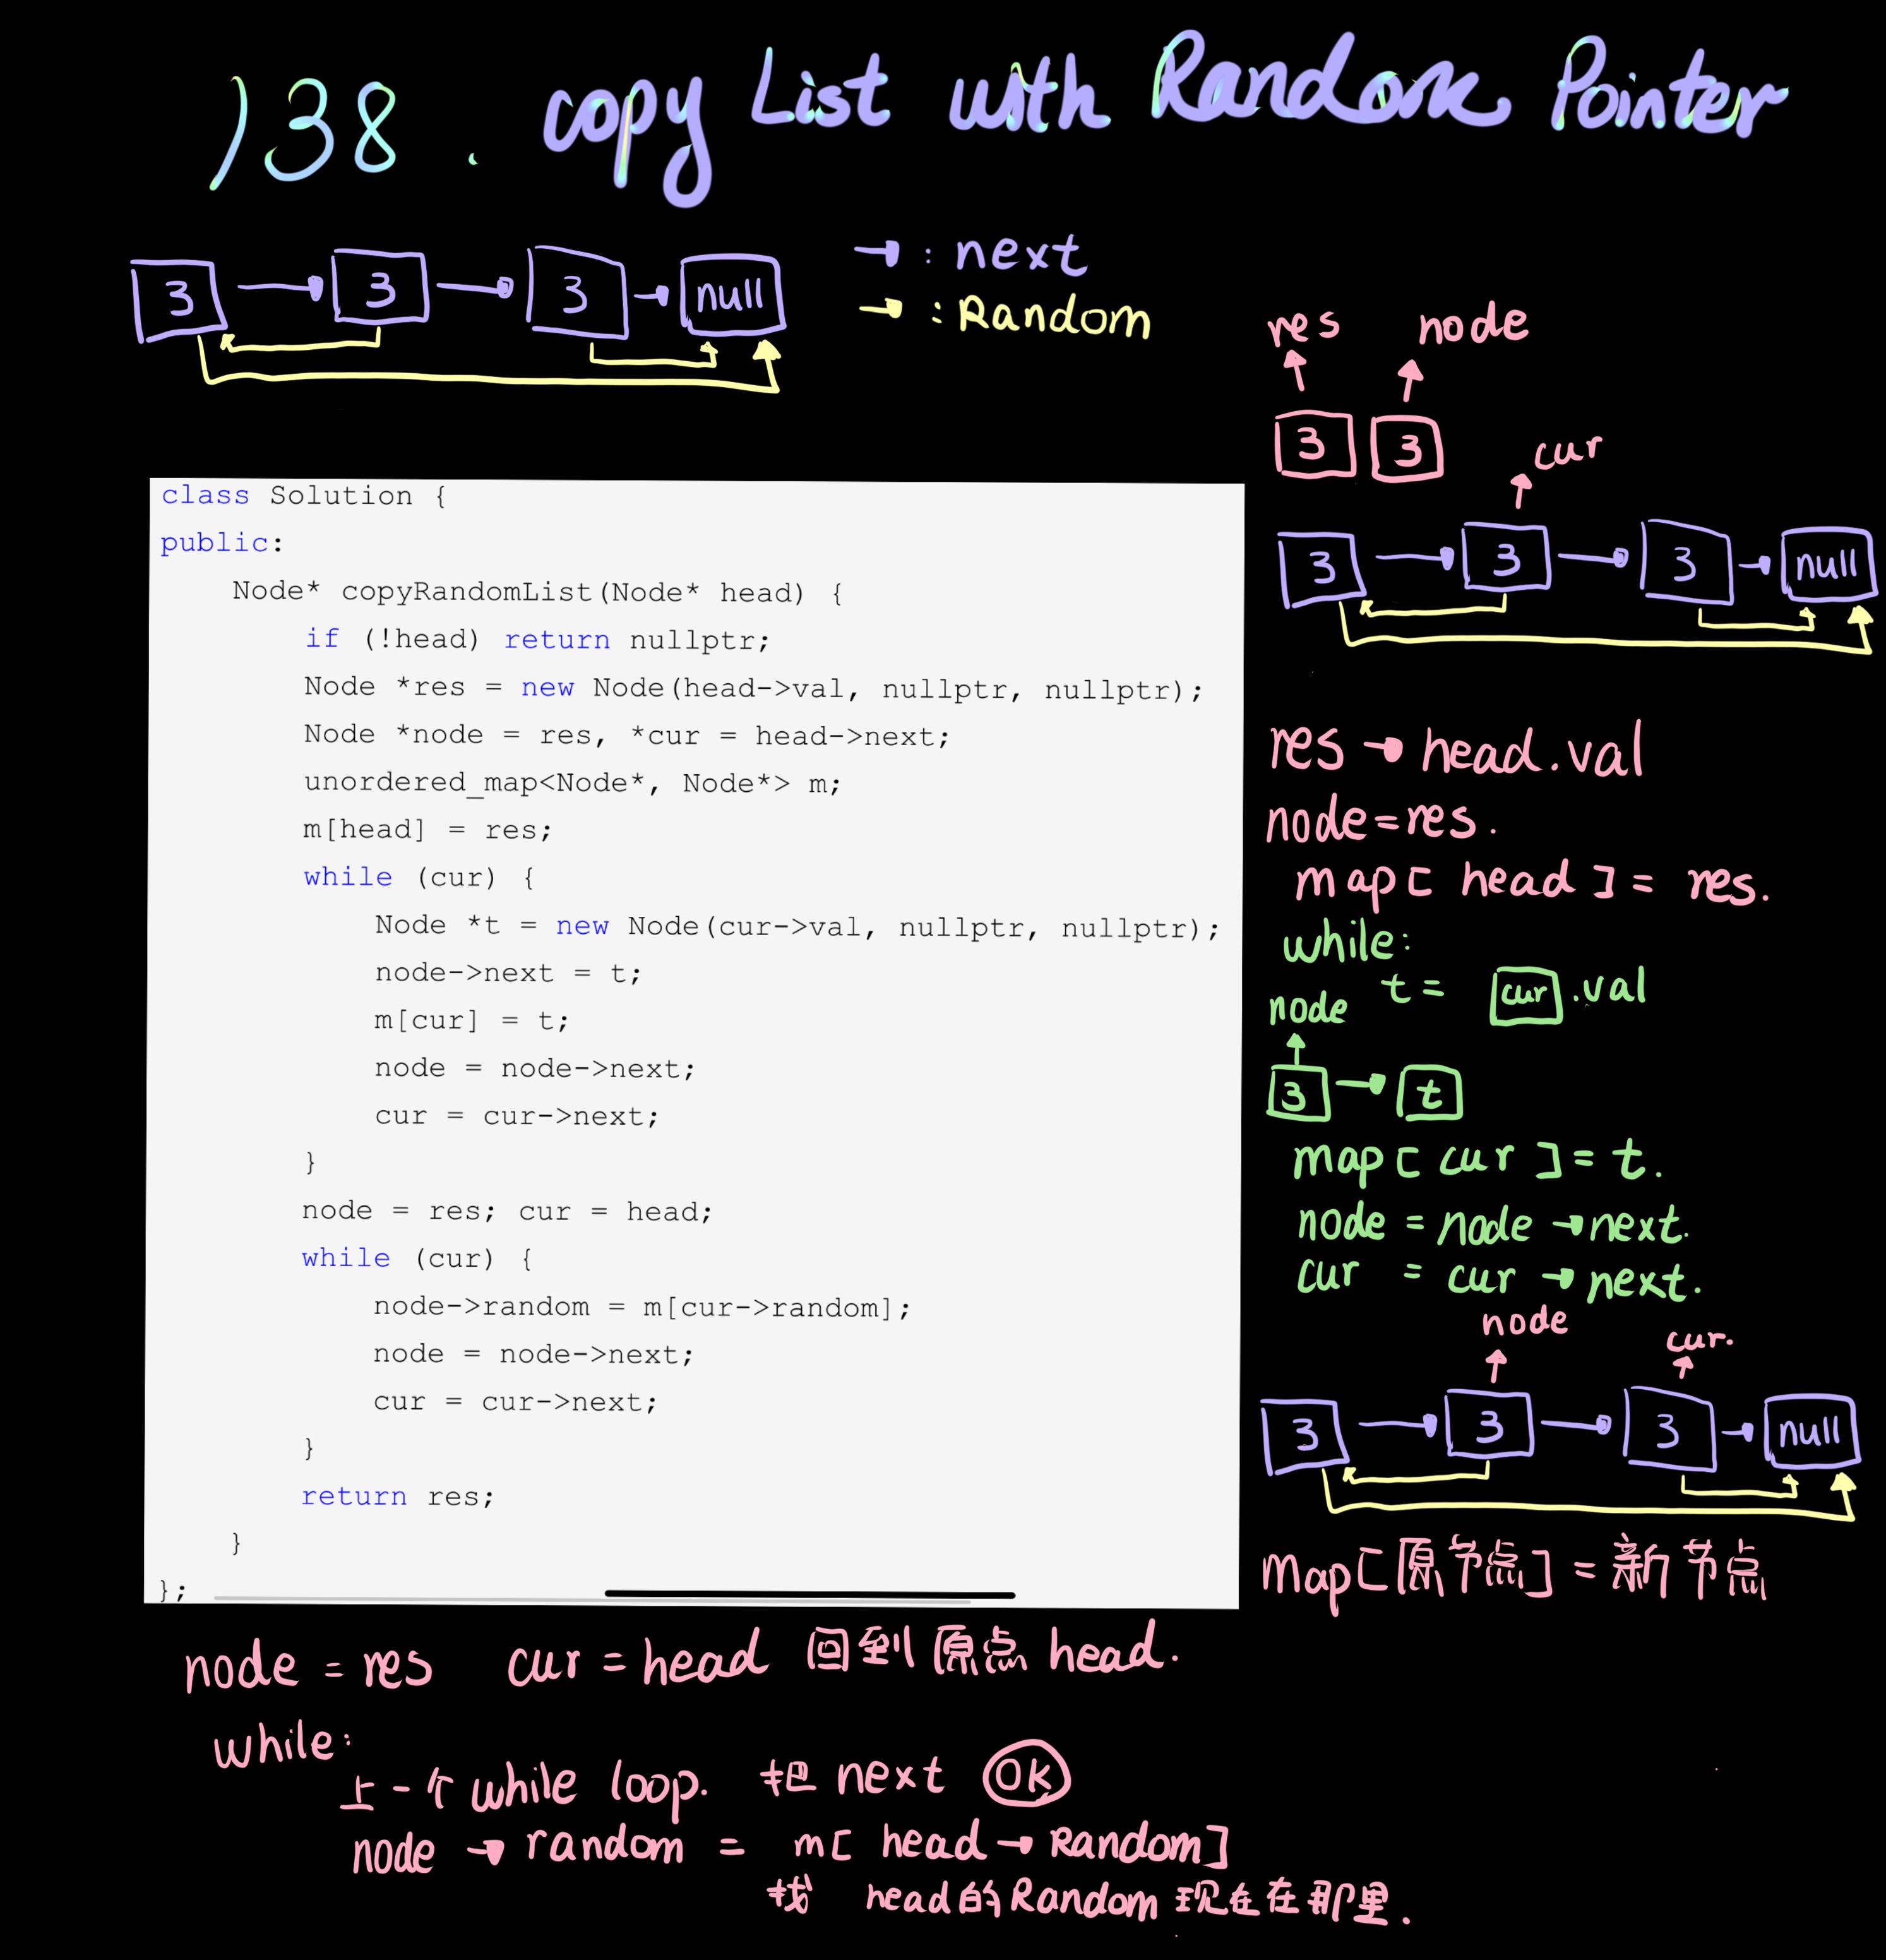 138. copy List with Random Pointer
3 3 3 null
: next
: Random
res node
3 3
cur
3 3 3 null
class Solution {
public:
    Node* copyRandomList(Node* head) {
        if (!head) return nullptr;
        Node *res = new Node(head->val, nullptr, nullptr);
        Node *node = res, *cur = head->next;
        unordered_map<Node*, Node*> m;
        m[head] = res;
        while (cur) {
            Node *t = new Node(cur->val, nullptr, nullptr);
            node->next = t;
            m[cur] = t;
            node = node->next;
            cur = cur->next;
        }
        node = res; cur = head;
        while (cur) {
            node->random = m[cur->random];
            node = node->next;
            cur = cur->next;
        }
        return res;
    }
};
res → head.val
node=res.
map[ head ] = res.
while:
t = cur .val
node
3 → t
map[ cur ] = t.
node = node →next.
cur = cur →next.
node cur.
3 3 3 null
Map[原节点] = 新节点
node = res cur = head 回到原点 head.
while:
上一个 while loop. 把 next OK
node → random = m[ head → Random]
找 head的Random 现在在那里.